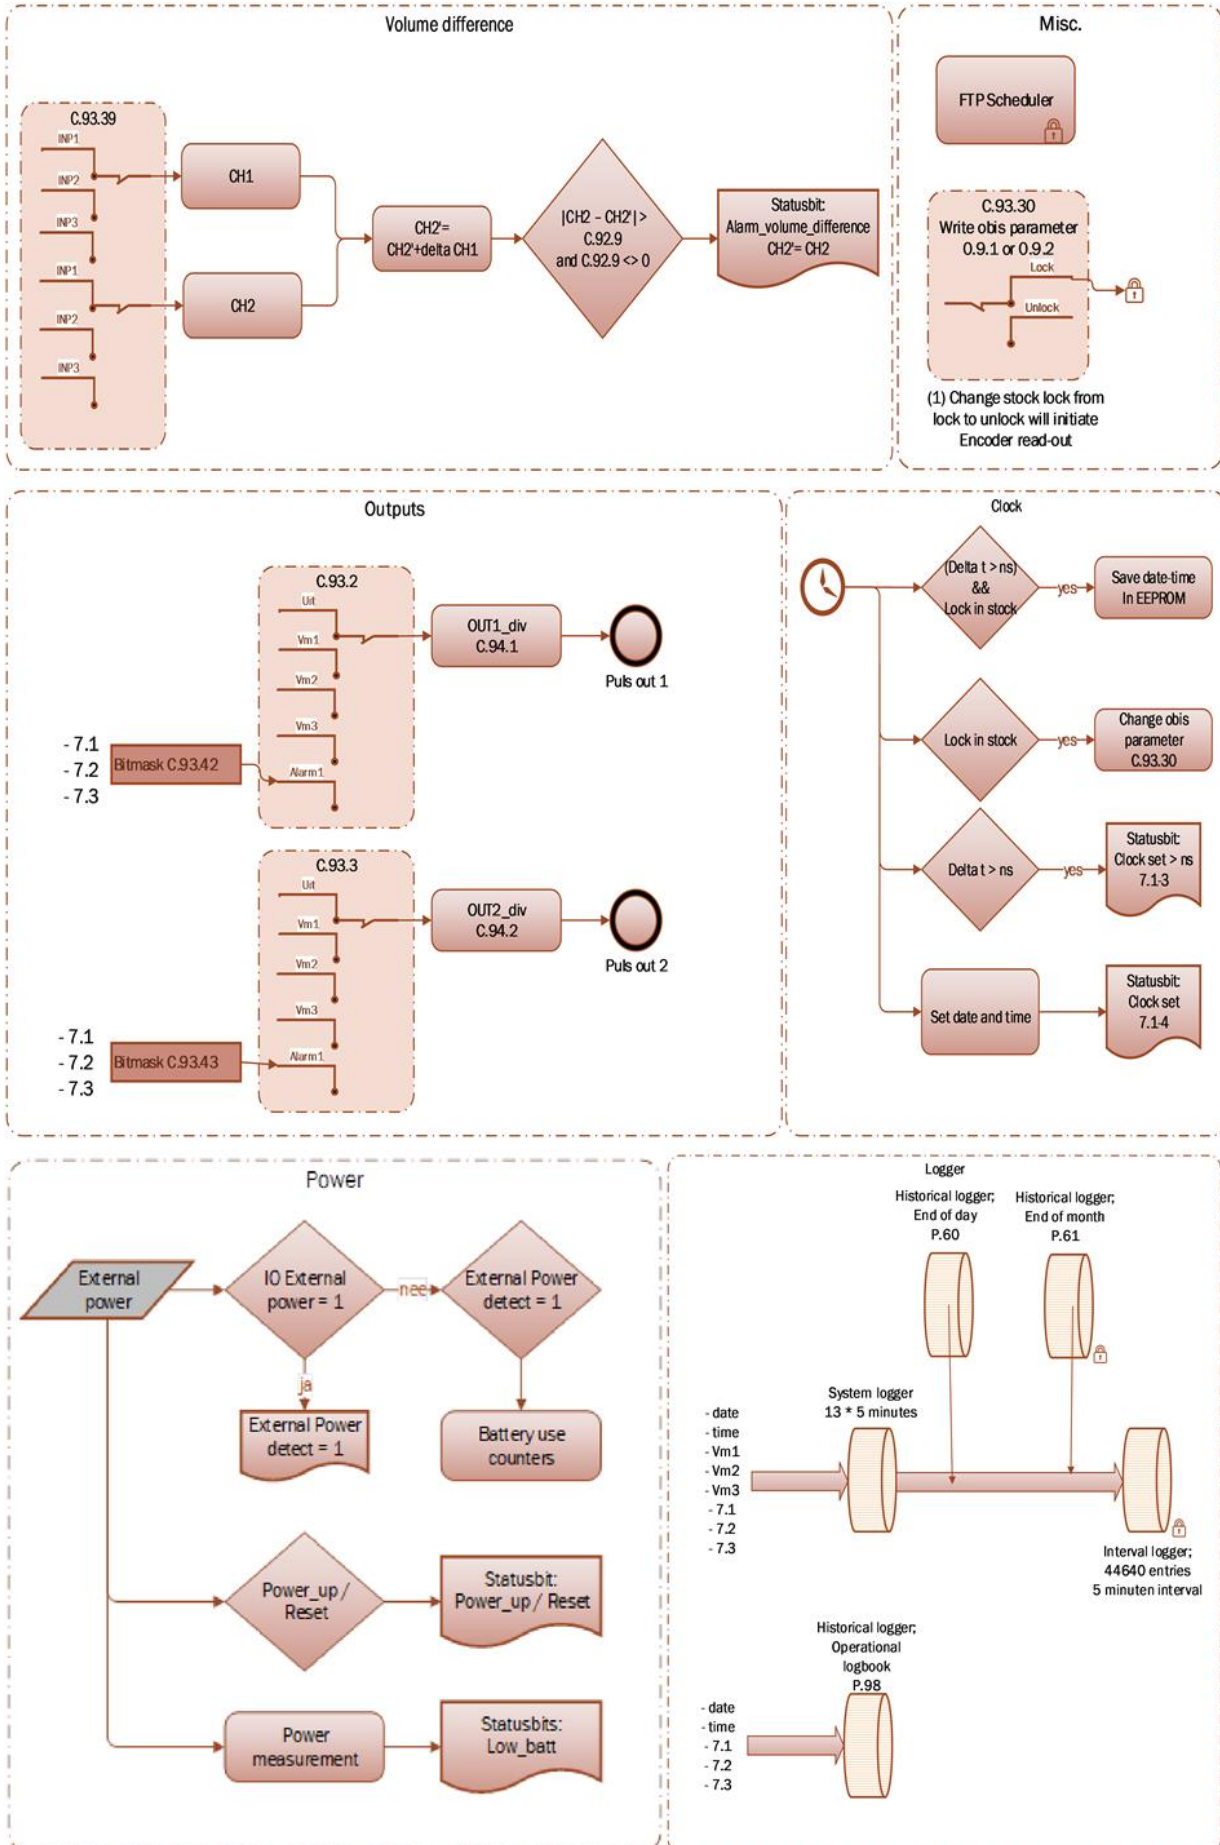 Volume difference
C.93.39
INP1
INP2
INP3
INP1
INP2
INP3
CH1
CH2
CH2'=
CH2'+delta CH1
|CH2 - CH2'| >
C.92.9
and C.92.9 <> 0
Statusbit:
Alarm_volume_difference
CH2'= CH2
Misc.
FTP Scheduler
C.93.30
Write obis parameter
0.9.1 or 0.9.2
Lock
Unlock
(1) Change stock lock from
lock to unlock will initiate
Encoder read-out
Outputs
C.93.2
Uit
Vm1
Vm2
Vm3
Alarm1
- 7.1
- 7.2
- 7.3
Bitmask C.93.42
OUT1_div
C.94.1
Puls out 1
C.93.3
Uit
Vm1
Vm2
Vm3
Alarm1
- 7.1
- 7.2
- 7.3
Bitmask C.93.43
OUT2_div
C.94.2
Puls out 2
Clock
(Delta t > ns)
&&
Lock in stock
yes
Save date-time
In EEPROM
Lock in stock
yes
Change obis
parameter
C.93.30
Delta t > ns
yes
Statusbit:
Clock set > ns
7.1-3
Set date and time
Statusbit:
Clock set
7.1-4
Power
External
power
IO External
power = 1
nee
External Power
detect = 1
ja
External Power
detect = 1
Battery use
counters
Power_up /
Reset
Statusbit:
Power_up / Reset
Power
measurement
Statusbits:
Low_batt
Logger
Historical logger;
End of day
P.60
Historical logger;
End of month
P.61
System logger
13 * 5 minutes
- date
- time
- Vm1
- Vm2
- Vm3
- 7.1
- 7.2
- 7.3
Interval logger;
44640 entries
5 minuten interval
Historical logger;
Operational
logbook
P.98
- date
- time
- 7.1
- 7.2
- 7.3